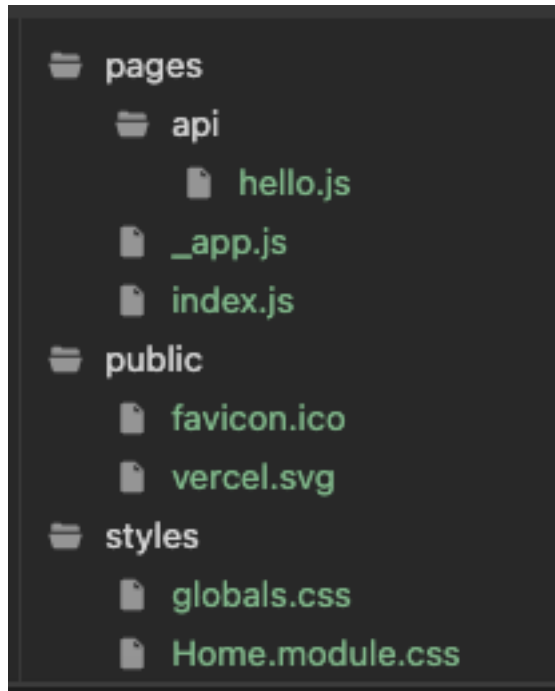 pages
api
hello.js
_app.js
index.js
public
favicon.ico
vercel.svg
styles
globals.css
Home.module.css